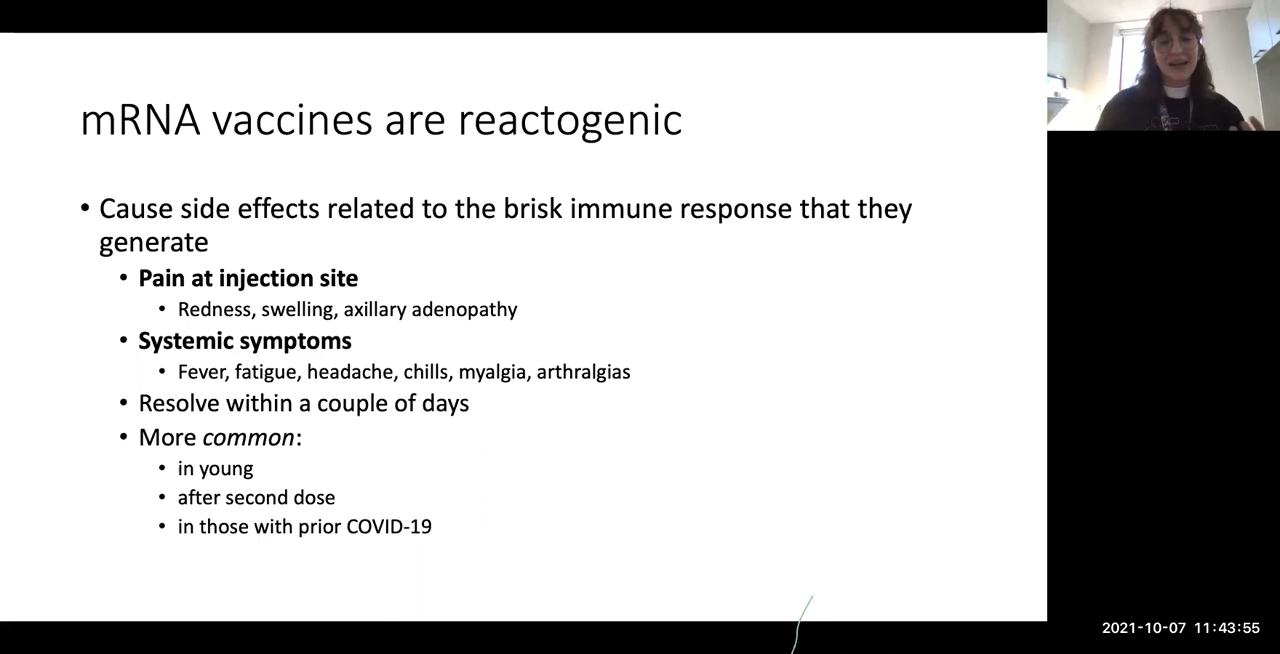 mRNA vaccines are reactogenic
• Cause side effects related to the brisk immune response that they
generate
• Pain at injection site
• Redness, swelling, axillary adenopathy
• Systemic symptoms
• Fever, fatigue, headache, chills, myalgia, arthralgias
• Resolve within a couple of days
• More common:
• in young
• after second dose
• in those with prior COVID-19
2021-10-07 11:43:55